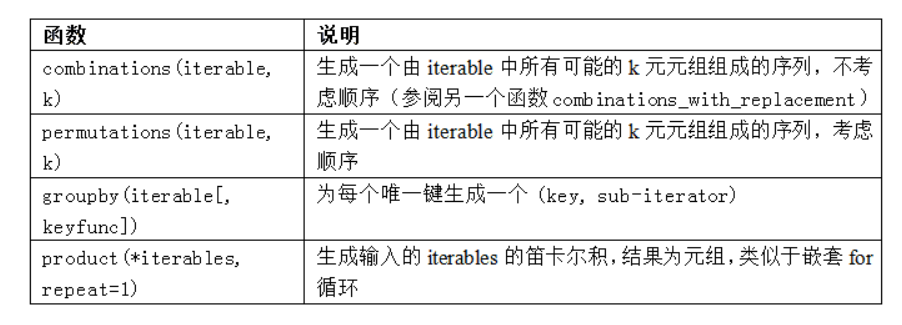 函数 说明
combinations(iterable, 生成一个由 iterable 中所有可能的 k 元元组组成的序列，不考
k) 虑顺序（参阅另一个函数 combinations_with_replacement）
permutations(iterable, 生成一个由 iterable 中所有可能的 k 元元组组成的序列，考虑
k) 顺序
groupby(iterable[, 为每个唯一键生成一个 (key, sub-iterator)
keyfunc])
product(*iterables, 生成输入的 iterables 的笛卡尔积，结果为元组，类似于嵌套 for
repeat=1) 循环